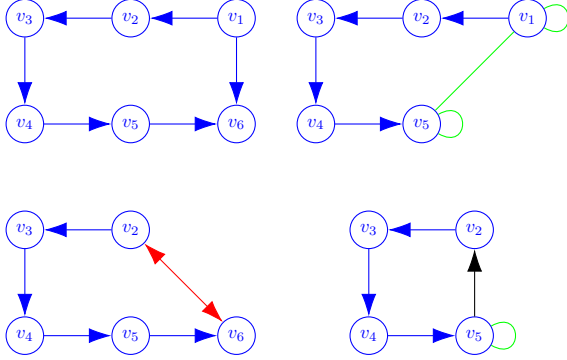 v₃ v₂ v₁ v₃ v₂ v₁
v₄ v₅ v₆ v₄ v₅
v₃ v₂ v₃ v₂
v₄ v₅ v₆ v₄ v₅